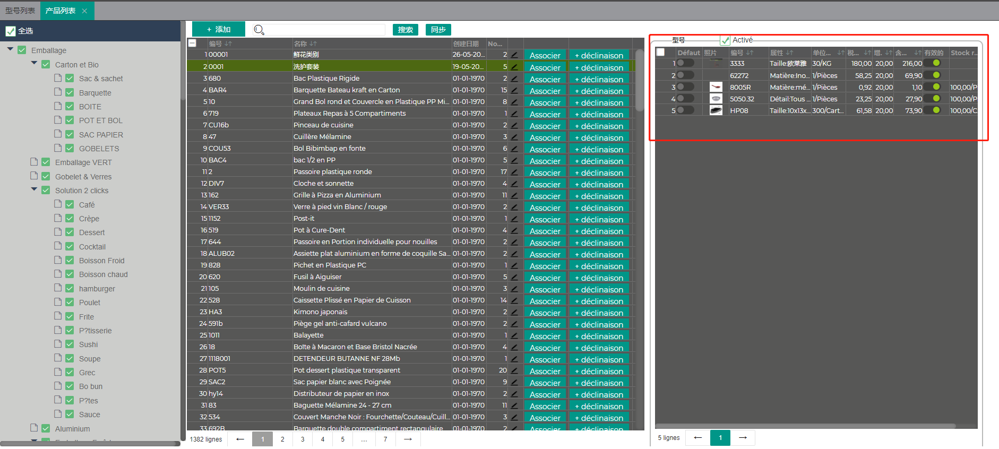 型号列表 产品列表 ×
全选
Emballage
Carton et Bio
Sac & sachet
Barquette
BOITE
POT ET BOL
SAC PAPIER
GOBELETS
Emballage VERT
Gobelet & Verres
Solution 2 clicks
Café
Crèpe
Dessert
Cocktail
Boisson Froid
Boisson chaud
hamburger
Poulet
Frite
P?tisserie
Sushi
Soupe
Grec
Bo bun
P?tes
Sauce
Aluminium
+ 添加 搜索 同步
编号 名称 创建日期 No...
1 00001 鲜花类别 26-05-20... 2 Associer + déclinaison
2 0001 洗护套装 19-05-20... 5 Associer + déclinaison
3 680 Bac Plastique Rigide 01-01-1970 2 Associer + déclinaison
4 BAR4 Barquette Bateau kraft en Carton 01-01-1970 15 Associer + déclinaison
5 10 Grand Bol rond et Couvercle en Plastique PP Mi... 01-01-1970 8 Associer + déclinaison
6 719 Plateaux Repas à 5 Compartiments 01-01-1970 1 Associer + déclinaison
7 CU16b Pinceau de cuisine 01-01-1970 2 Associer + déclinaison
8 47 Cuillère Mélamine 01-01-1970 3 Associer + déclinaison
9 COU53 Bol Bibimbap en fonte 01-01-1970 6 Associer + déclinaison
10 BAC4 bac 1/2 en PP 01-01-1970 5 Associer + déclinaison
11 2 Passoire plastique ronde 01-01-1970 17 Associer + déclinaison
12 DIV7 Cloche et sonnette 01-01-1970 4 Associer + déclinaison
13 162 Grille à Pizza en Aluminium 01-01-1970 11 Associer + déclinaison
14 VER33 Verre à pied vin Blanc / rouge 01-01-1970 2 Associer + déclinaison
15 1152 Post-it 01-01-1970 1 Associer + déclinaison
16 519 Pot à Cure-Dent 01-01-1970 4 Associer + déclinaison
17 644 Passoire en Portion individuelle pour nouilles 01-01-1970 2 Associer + déclinaison
18 ALUB02 Assiette plat aluminium en forme de coquille Sa... 01-01-1970 2 Associer + déclinaison
19 828 Pichet en Plastique PC 01-01-1970 1 Associer + déclinaison
20 620 Fusil à Aiguiser 01-01-1970 5 Associer + déclinaison
21 105 Moulin de cuisine 01-01-1970 3 Associer + déclinaison
22 528 Caissette Plissé en Papier de Cuisson 01-01-1970 14 Associer + déclinaison
23 HA3 Kimono japonais 01-01-1970 2 Associer + déclinaison
24 591b Piège gel anti-cafard vulcano 01-01-1970 2 Associer + déclinaison
25 1011 Balayette 01-01-1970 1 Associer + déclinaison
26 18 Boîte à Macaron et Base Bristol Nacrée 01-01-1970 4 Associer + déclinaison
27 1118001 DETENDEUR BUTANNE NF 28Mb 01-01-1970 1 Associer + déclinaison
28 POT5 Pot dessert plastique transparent 01-01-1970 20 Associer + déclinaison
29 SAC2 Sac papier blanc avec Poignée 01-01-1970 9 Associer + déclinaison
30 hy14 Distributeur de papier en inox 01-01-1970 2 Associer + déclinaison
31 83 Baguette Mélamine 24 - 27 cm 01-01-1970 11 Associer + déclinaison
32 534 Couvert Manche Noir : Fourchette/Couteau/Cuill... 01-01-1970 3 Associer + déclinaison
33 692B Barquette double compartiment rectangulaire 01-01-1970 2 Associer + déclinaison
1382 lignes ← 1 2 3 4 5 ... 7 →
型号 Activé
Défaut 照片 编号 属性 单位... 税... 增. 含... 有效的 Stock r...
1 3333 Taille:欧莱雅 30/KG 180,00 20,00 216,00
2 62272 Matière:Ino... 1/Pièces 58,25 20,00 69,90
3 8005R Matière:mé... 1/Pièces 0,92 20,00 1,10 100,00/P
4 5050.32 Détail:Tous ... 1/Pièces 23,25 20,00 27,90 100,00/P
5 HP08 Taille:10x13x... 300/Cart... 61,58 20,00 73,90 100,00/C
5 lignes ← 1 →